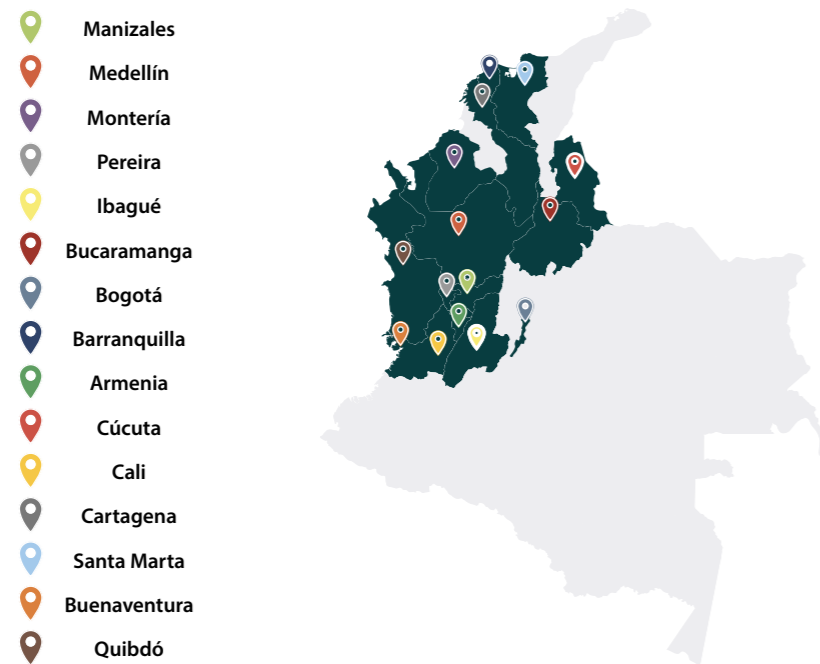 Manizales
Medellín
Montería
Pereira
Ibagué
Bucaramanga
Bogotá
Barranquilla
Armenia
Cúcuta
Cali
Cartagena
Santa Marta
Buenaventura
Quibdó